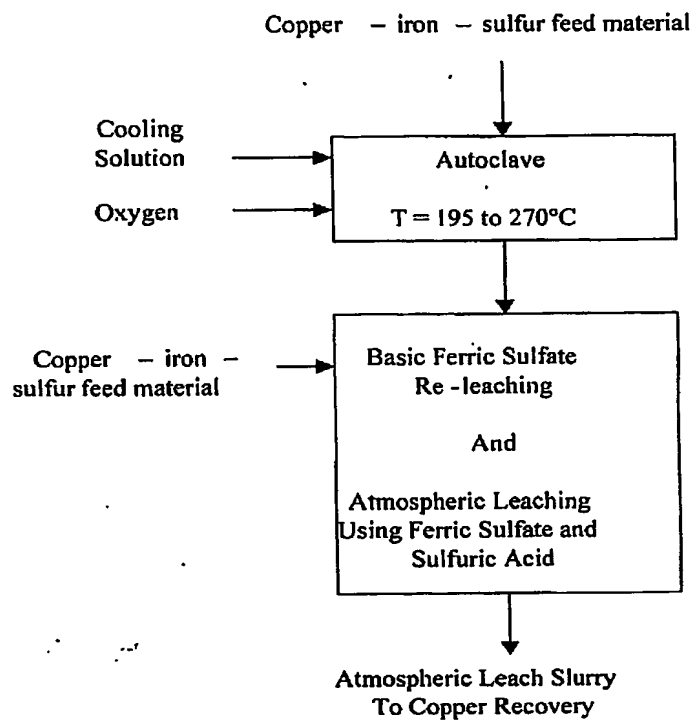 Copper – iron – sulfur feed material
Cooling
Solution
Oxygen
Autoclave
T = 195 to 270°C
Copper – iron –
sulfur feed material
Basic Ferric Sulfate
Re -leaching
And
Atmospheric Leaching
Using Ferric Sulfate and
Sulfuric Acid
Atmospheric Leach Slurry
To Copper Recovery